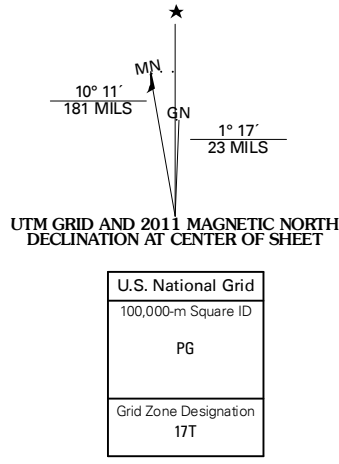 ★
MN
10° 11´
181 MILS
GN
1° 17´
23 MILS
UTM GRID AND 2011 MAGNETIC NORTH
DECLINATION AT CENTER OF SHEET
U.S. National Grid
100,000-m Square ID
PG
Grid Zone Designation
17T